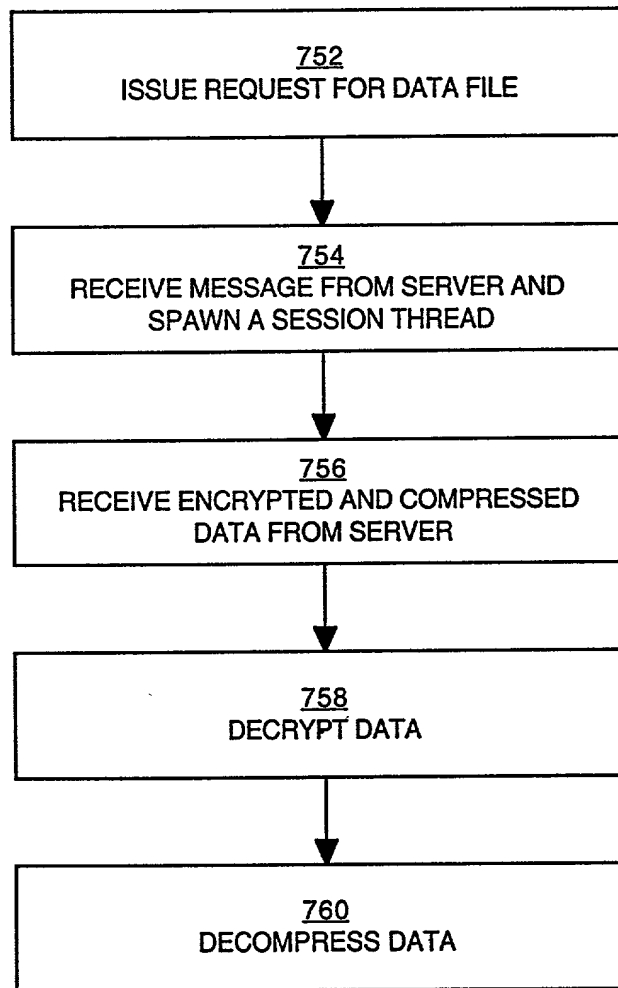 752
ISSUE REQUEST FOR DATA FILE
754
RECEIVE MESSAGE FROM SERVER AND
SPAWN A SESSION THREAD
756
RECEIVE ENCRYPTED AND COMPRESSED
DATA FROM SERVER
758
DECRYPT DATA
760
DECOMPRESS DATA